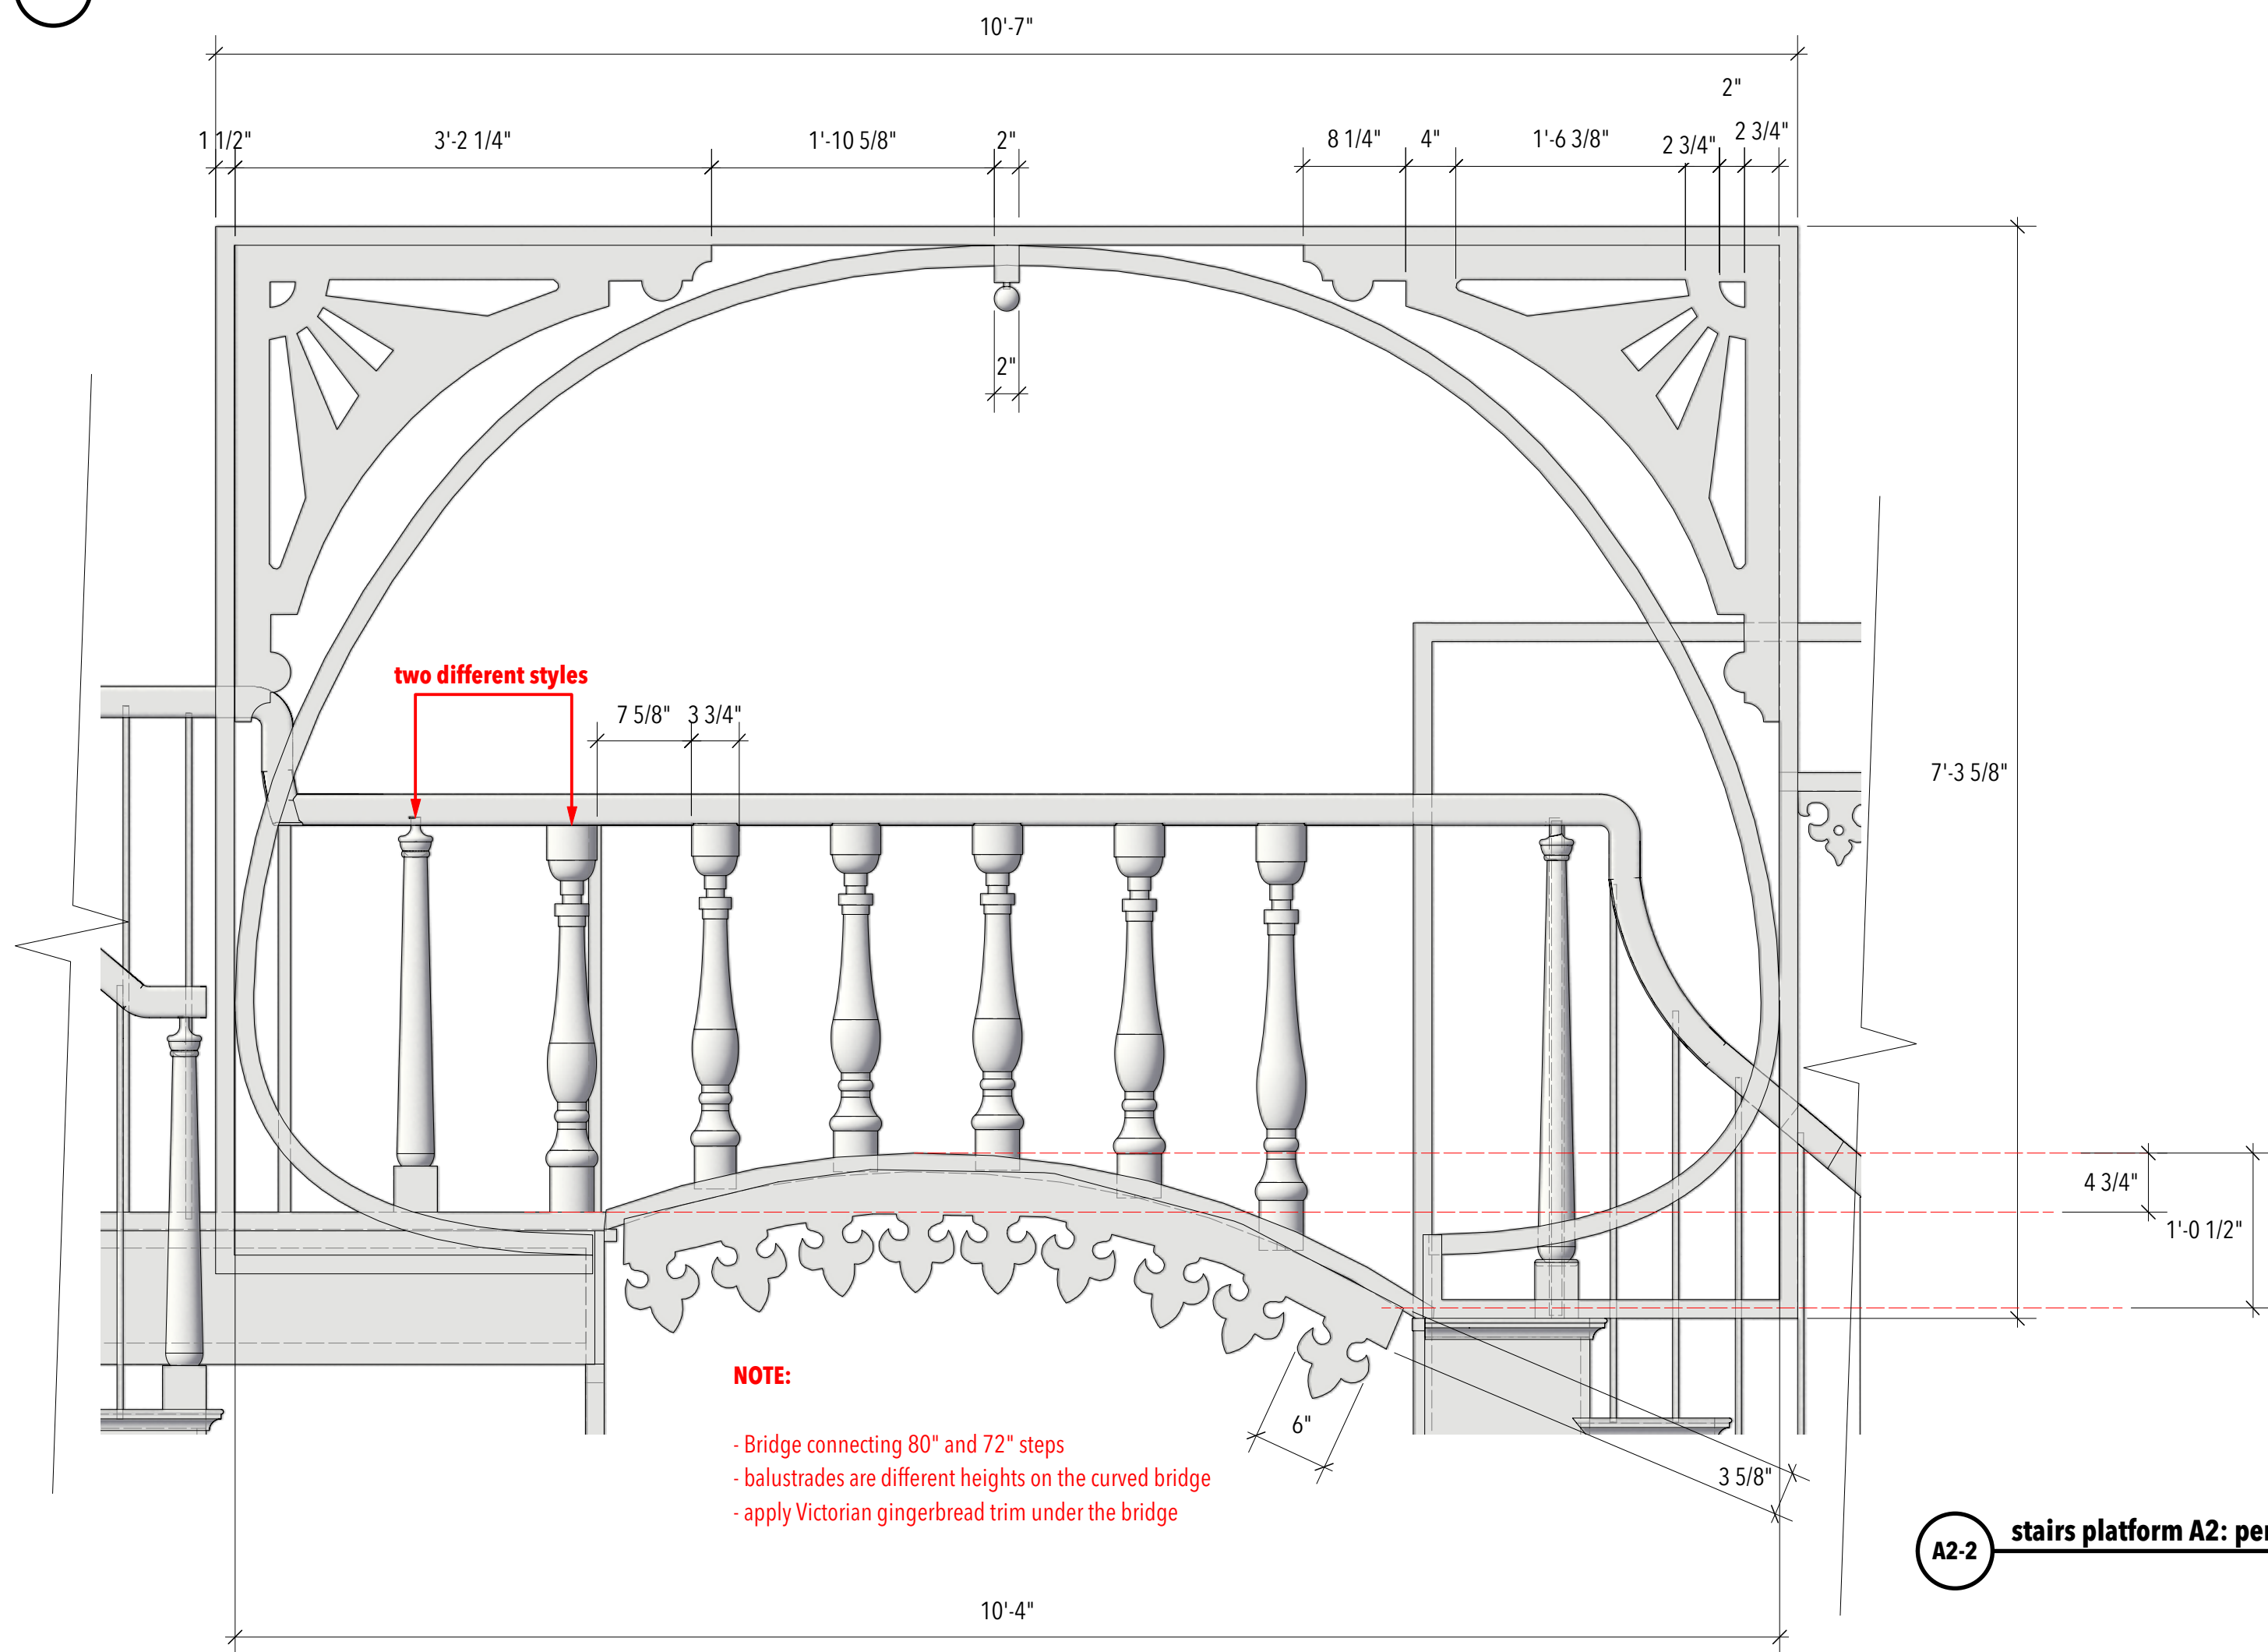 10'-7"
2"
1 1/2" 3'-2 1/4" 1'-10 5/8" 2" 8 1/4" 4" 1'-6 3/8" 2 3/4" 2 3/4"
2"
two different styles
7 5/8" 3 3/4"
7'-3 5/8"
4 3/4"
1'-0 1/2"
NOTE:
- Bridge connecting 80" and 72" steps
- balustrades are different heights on the curved bridge
- apply Victorian gingerbread trim under the bridge
6"
3 5/8"
A2-2 stairs platform A2:
10'-4"